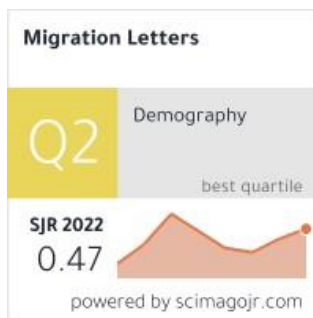 Migration Letters
Q2
Demography
best quartile
SJR 2022
0.47
powered by scimagojr.com